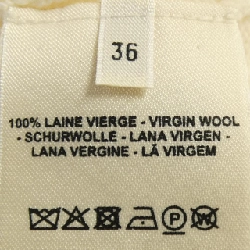 36
100% LAINE VIERGE - VIRGIN WOOL
- SCHURWOLLE - LANA VIRGEN -
LANA VERGINE - LÃ VIRGEM
P W